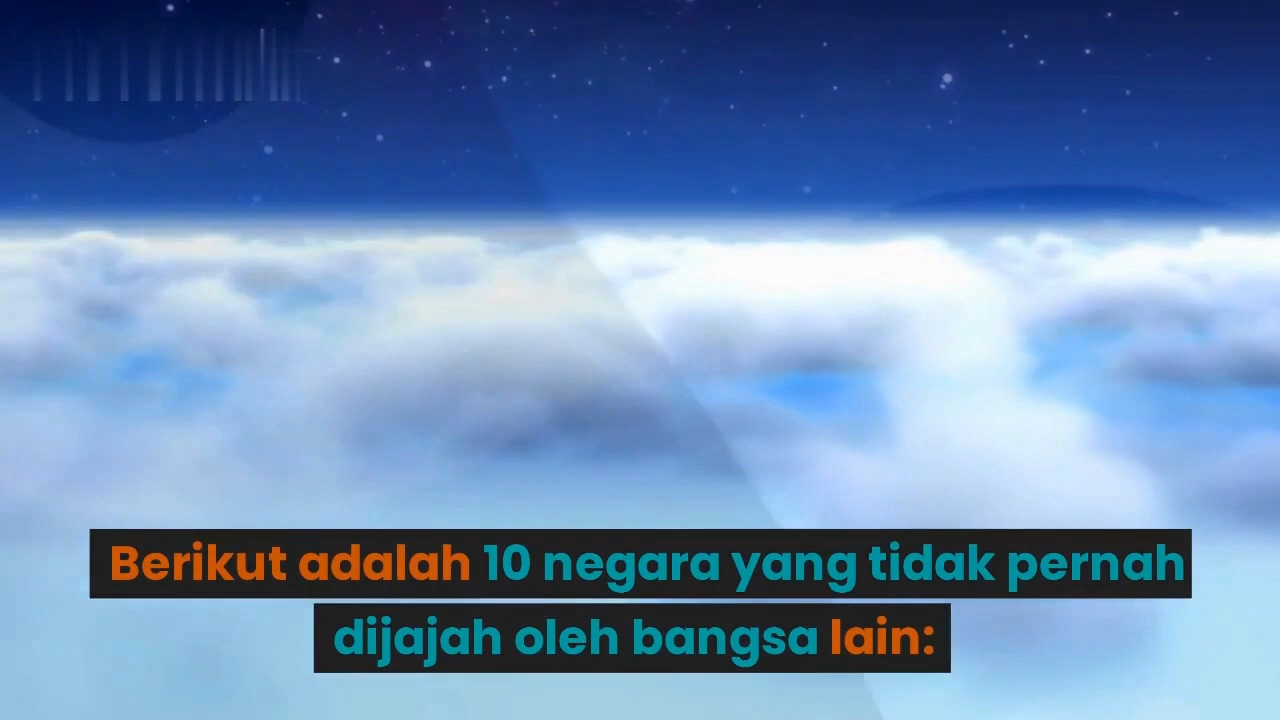 Berikut adalah 10 negara yang tidak pernah
dijajah oleh bangsa lain: